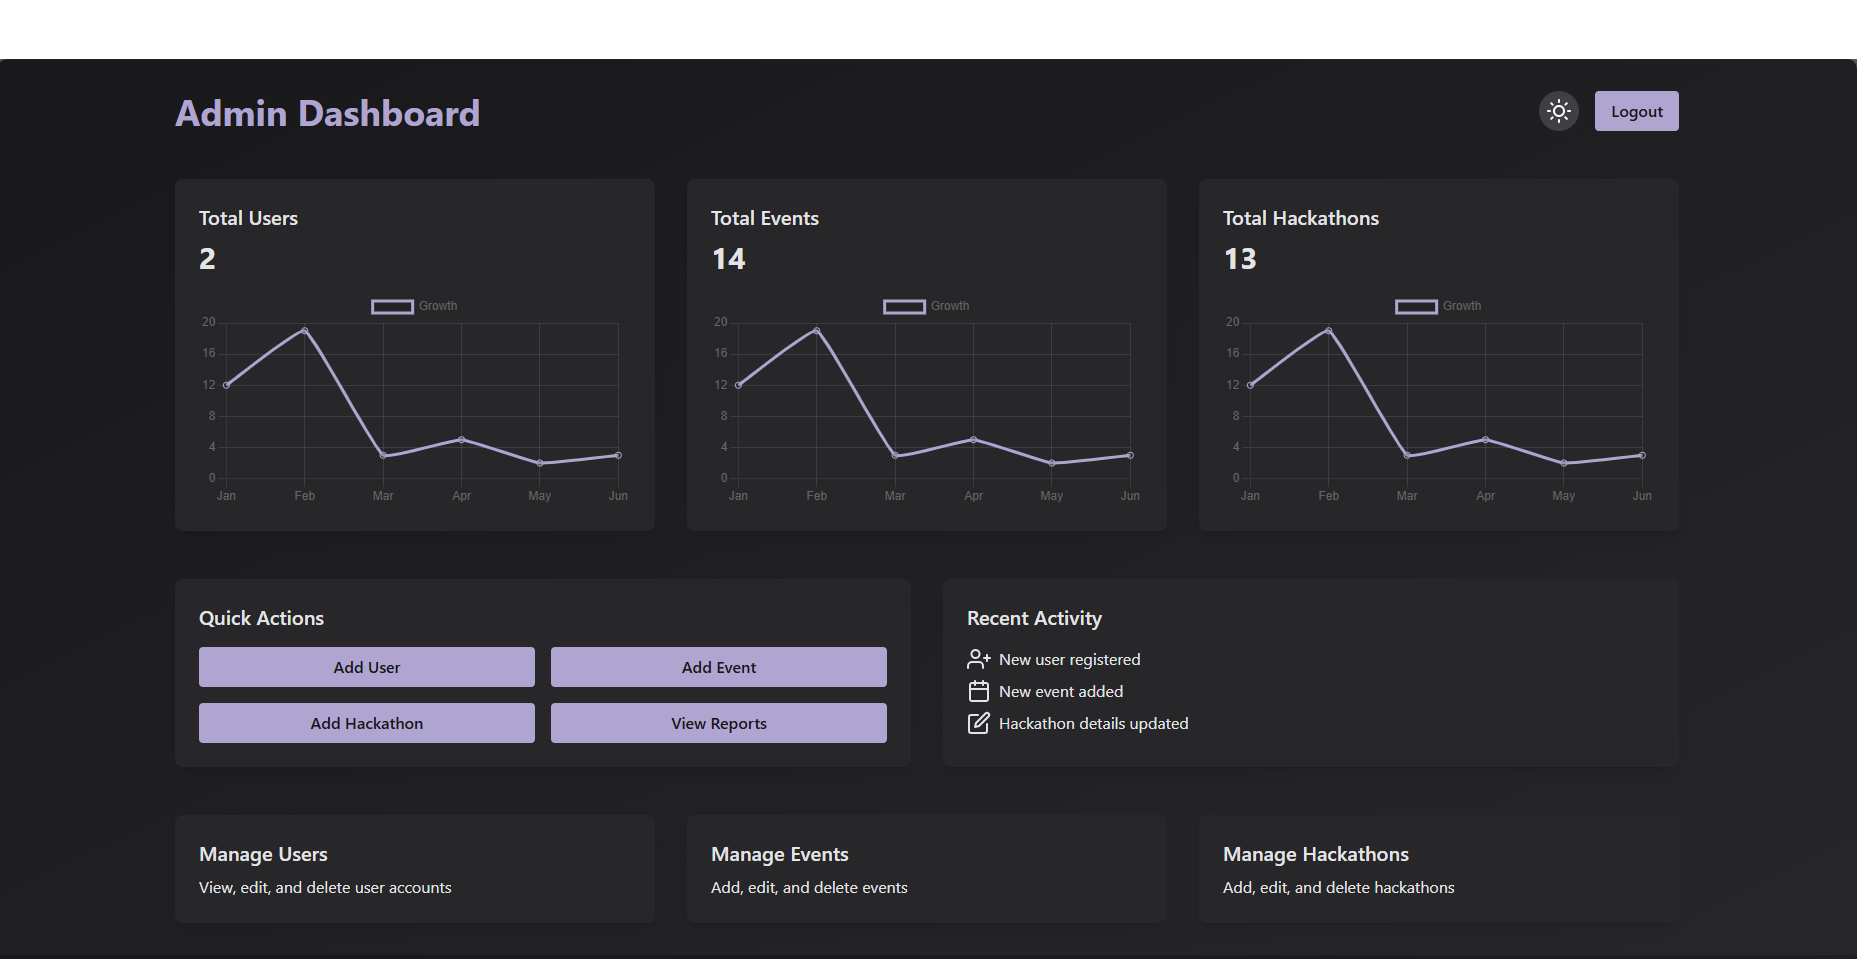 Admin Dashboard
Logout
Total Users
2
Growth
20
16
12
8
4
0
Jan Feb Mar Apr May Jun
Total Events
14
Growth
20
16
12
8
4
0
Jan Feb Mar Apr May Jun
Total Hackathons
13
Growth
20
16
12
8
4
0
Jan Feb Mar Apr May Jun
Quick Actions
Add User
Add Event
Add Hackathon
View Reports
Recent Activity
New user registered
New event added
Hackathon details updated
Manage Users
View, edit, and delete user accounts
Manage Events
Add, edit, and delete events
Manage Hackathons
Add, edit, and delete hackathons